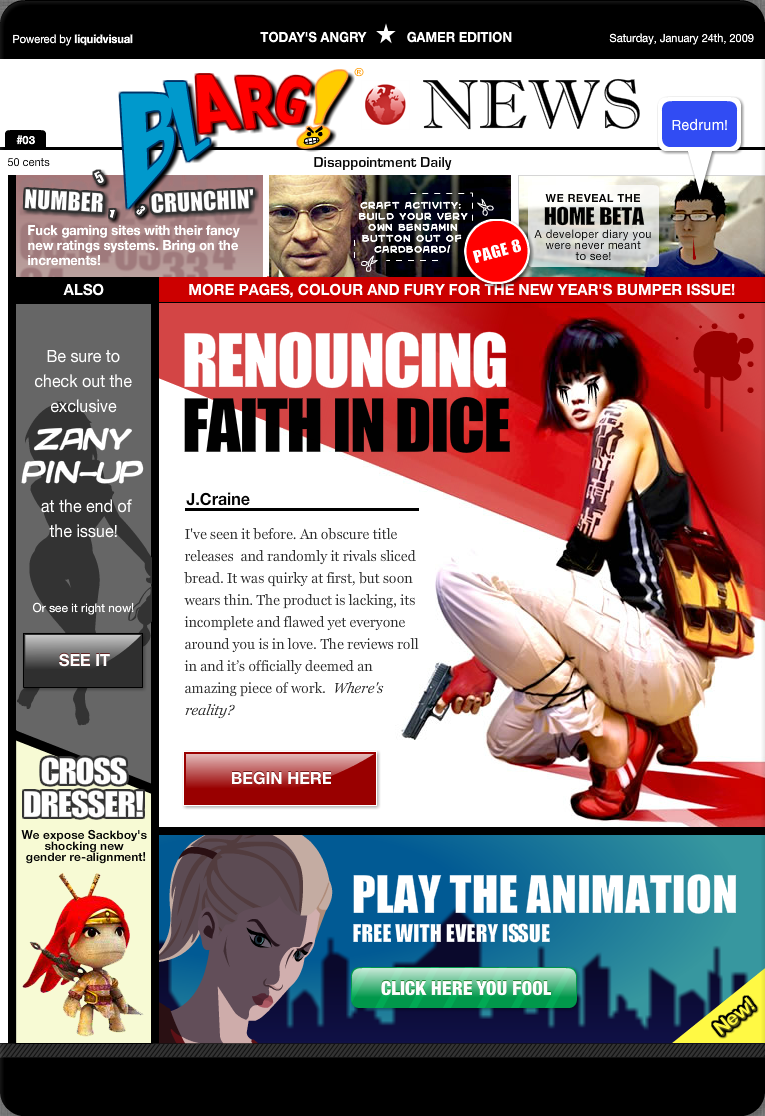 Powered by liquidvisual
TODAY'S ANGRY ★ GAMER EDITION
Saturday, January 24th, 2009
BLARG!®
NEWS
Redrum!
#03
50 cents
Disappointment Daily
NUMBER 5 1 3 CRUNCHIN'
Fuck gaming sites with their fancy
new ratings systems. Bring on the
increments!
CRAFT ACTIVITY:
BUILD YOUR VERY
OWN BENJAMIN
BUTTON OUT OF
CARDBOARD!
PAGE 8
WE REVEAL THE
HOME BETA
A developer diary you
were never meant
to see!
ALSO
MORE PAGES, COLOUR AND FURY FOR THE NEW YEAR'S BUMPER ISSUE!
Be sure to
check out the
exclusive
ZANY
PIN-UP
at the end of
the issue!
Or see it right now!
SEE IT
CROSS
DRESSER!
We expose Sackboy's
shocking new
gender re-alignment!
RENOUNCING
FAITH IN DICE
J.Craine
I've seen it before. An obscure title
releases  and randomly it rivals sliced
bread. It was quirky at first, but soon
wears thin. The product is lacking, its
incomplete and flawed yet everyone
around you is in love. The reviews roll
in and it's officially deemed an
amazing piece of work.  Where's
reality?
BEGIN HERE
PLAY THE ANIMATION
FREE WITH EVERY ISSUE
CLICK HERE YOU FOOL
New!